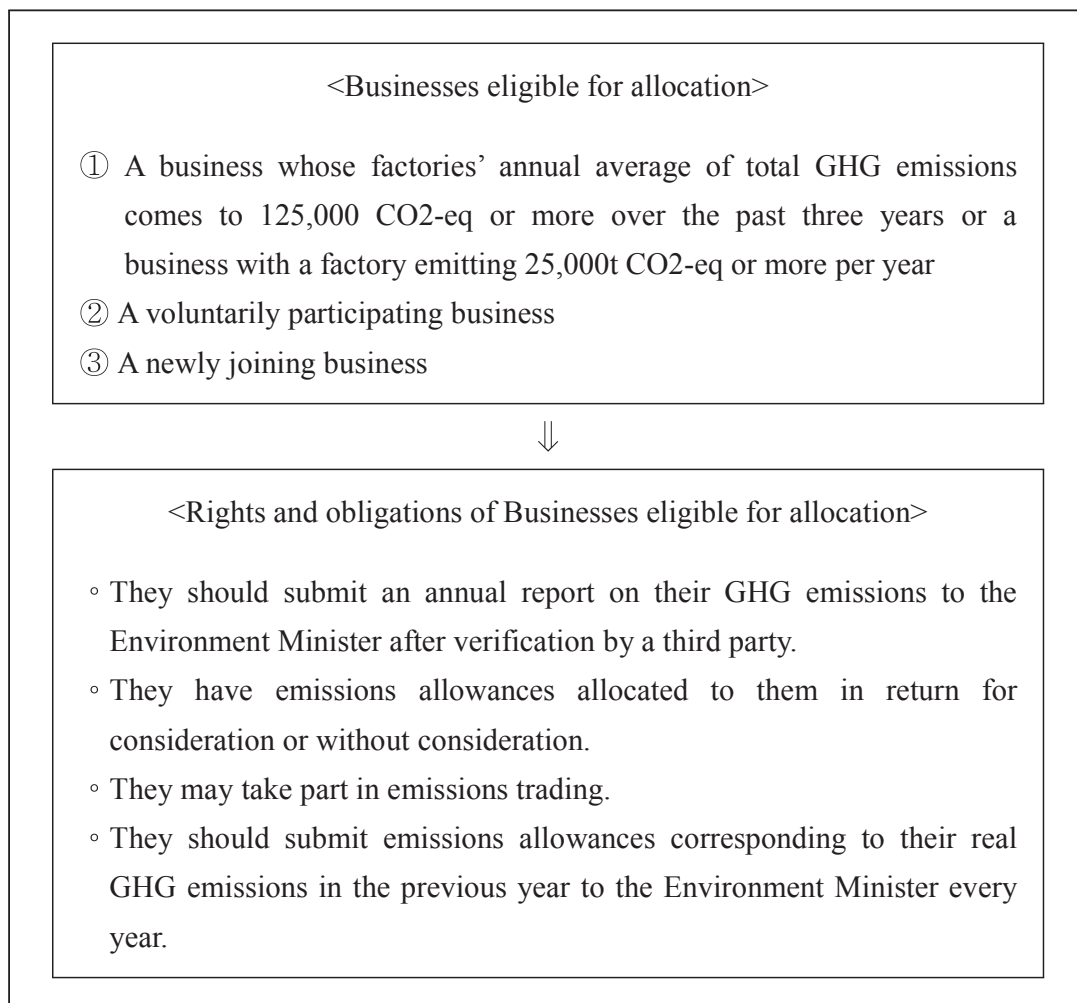 <Businesses eligible for allocation>
① A business whose factories’ annual average of total GHG emissions
comes to 125,000 CO2-eq or more over the past three years or a
business with a factory emitting 25,000t CO2-eq or more per year
② A voluntarily participating business
③ A newly joining business
⇓
<Rights and obligations of Businesses eligible for allocation>
◦ They should submit an annual report on their GHG emissions to the
Environment Minister after verification by a third party.
◦ They have emissions allowances allocated to them in return for
consideration or without consideration.
◦ They may take part in emissions trading.
◦ They should submit emissions allowances corresponding to their real
GHG emissions in the previous year to the Environment Minister every
year.